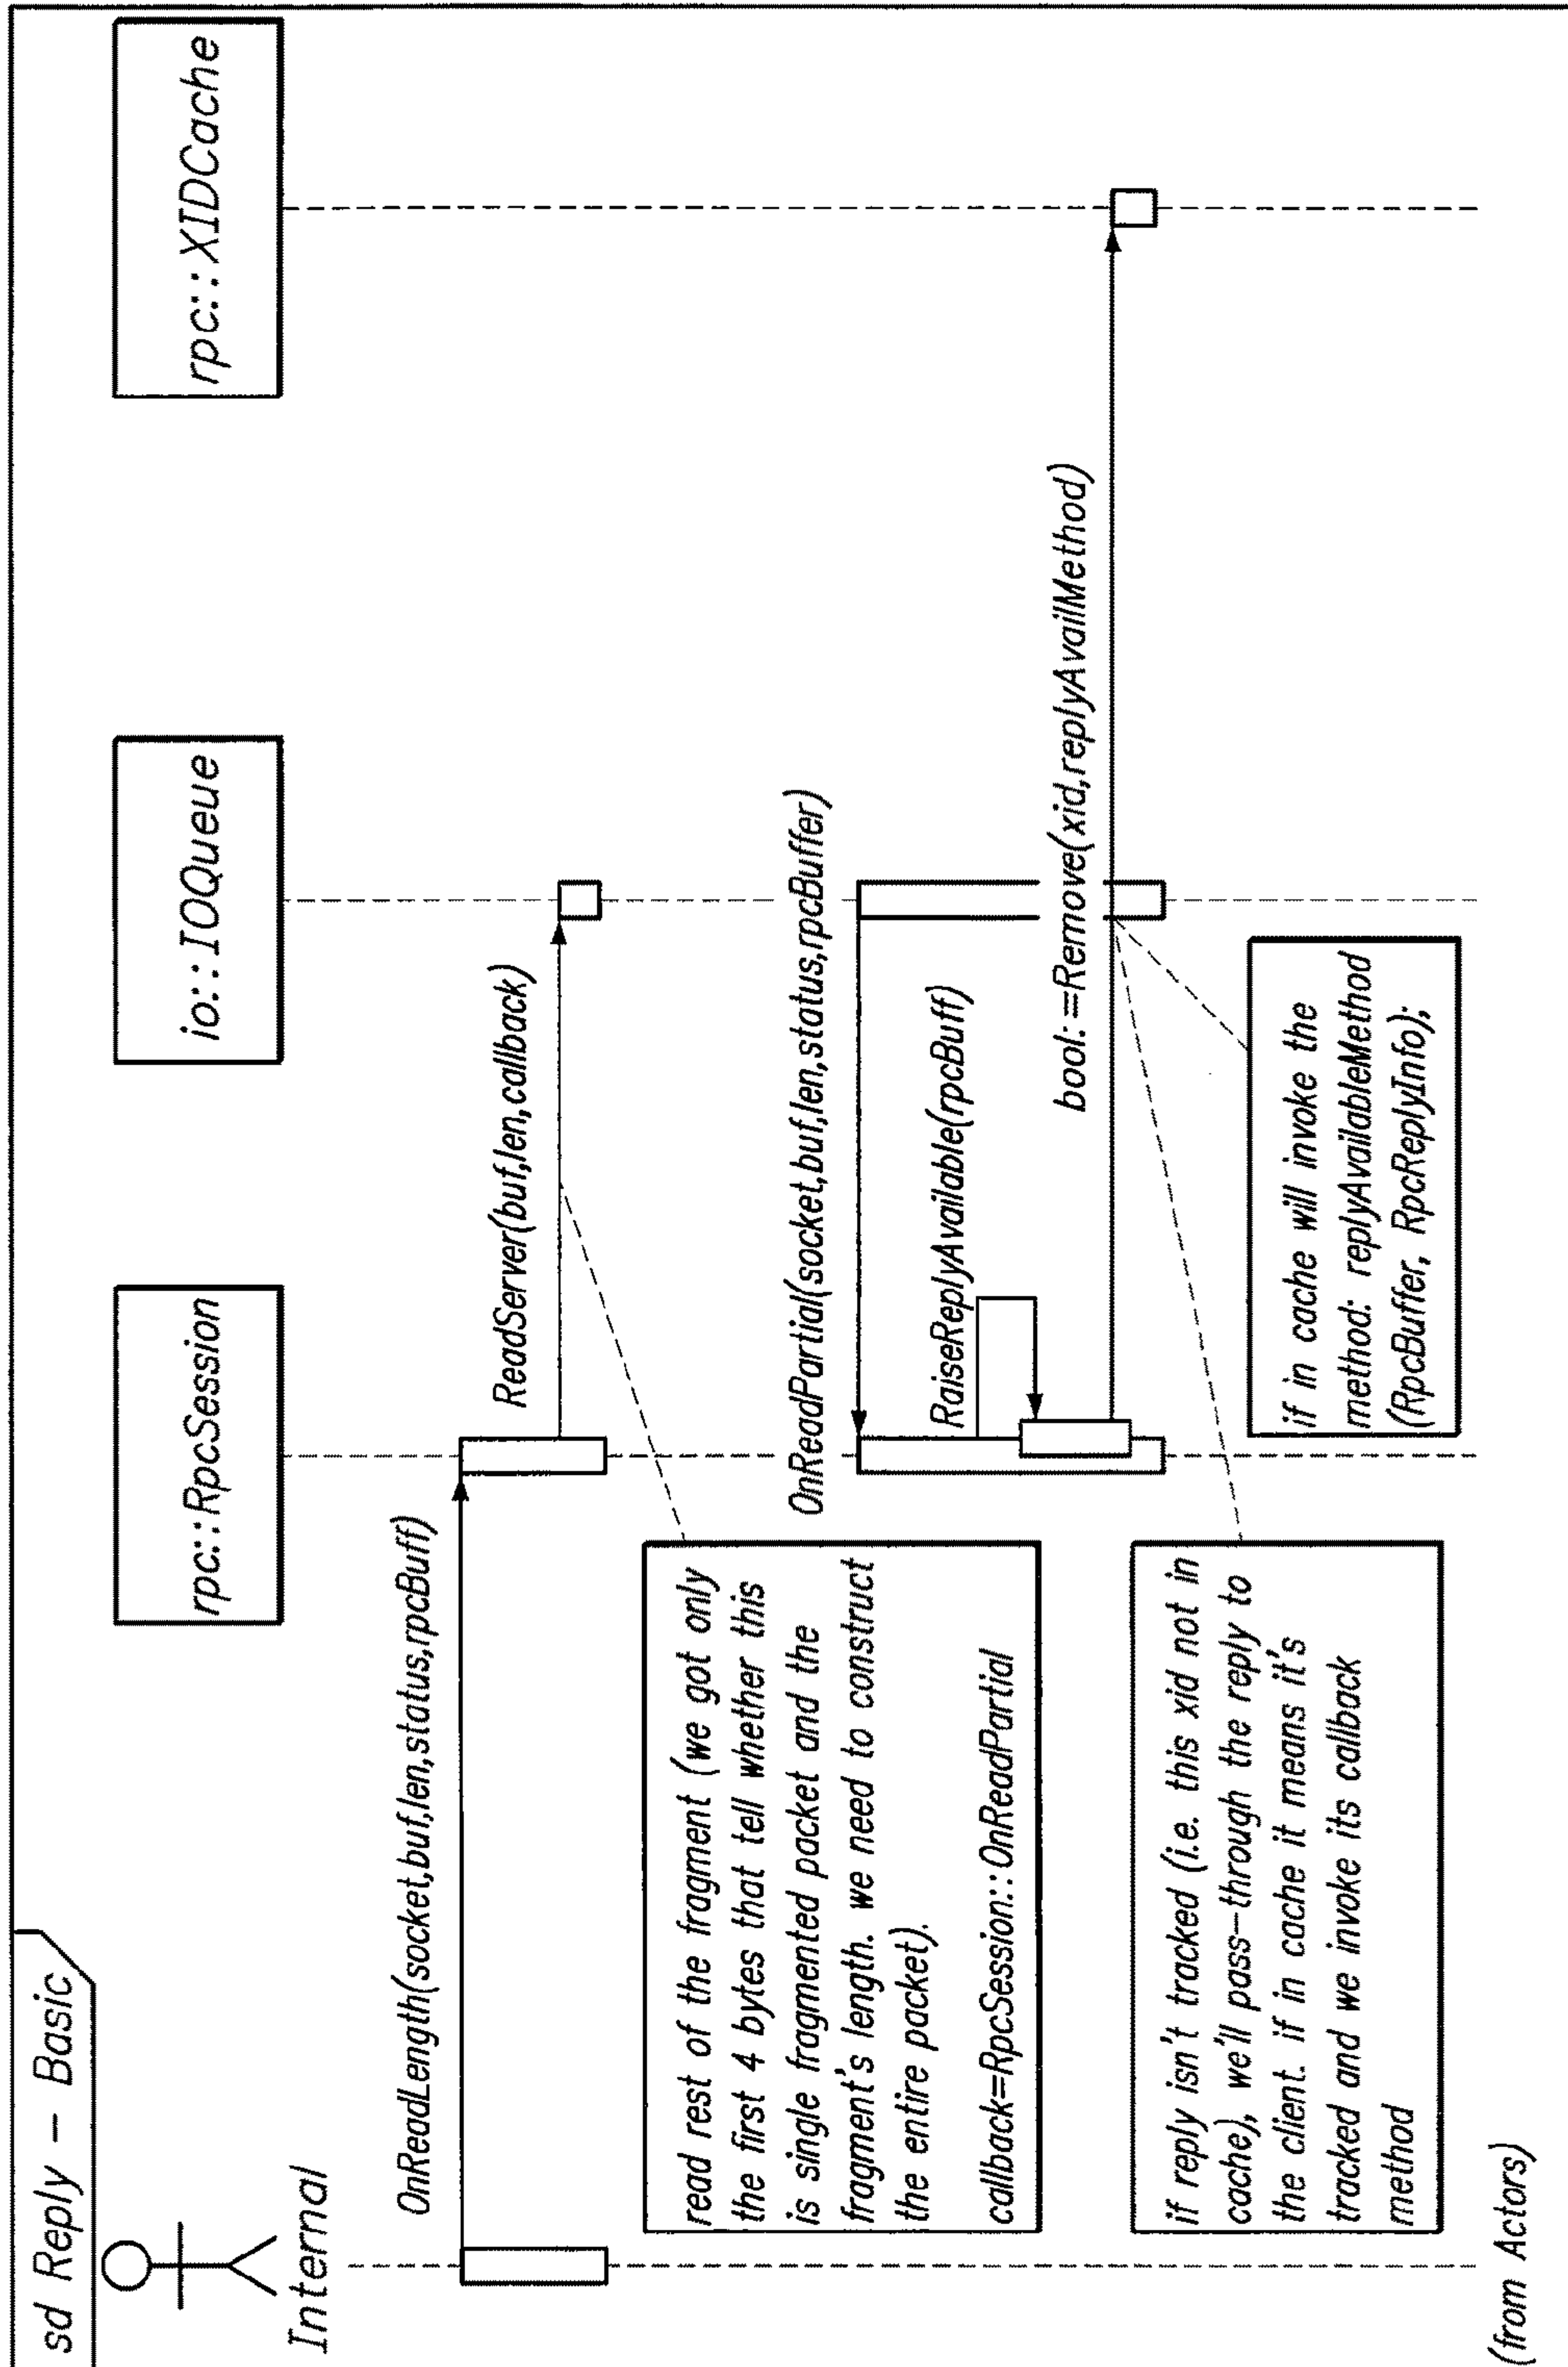 sd Reply - Basic
Internal
rpc::RpcSession
io::IOQueue
rpc::XIDCache
OnReadLength(socket,buf,len,status,rpcBuff)
ReadServer(buf,len,callback)
read rest of the fragment (we got only
the first 4 bytes that tell whether this
is single fragmented packet and the
fragment's length. we need to construct
the entire packet).
callback=RpcSession::OnReadPartial
OnReadPartial(socket,buf,len,status,rpcBuffer)
RaiseReplyAvailable(rpcBuff)
bool:=Remove(xid,replyAvailMethod)
if reply isn't tracked (i.e. this xid not in
cache), we'll pass-through the reply to
the client. if in cache it means it's
tracked and we invoke its callback
method
if in cache will invoke the
method: replyAvailableMethod
(RpcBuffer, RpcReplyInfo);
(from Actors)